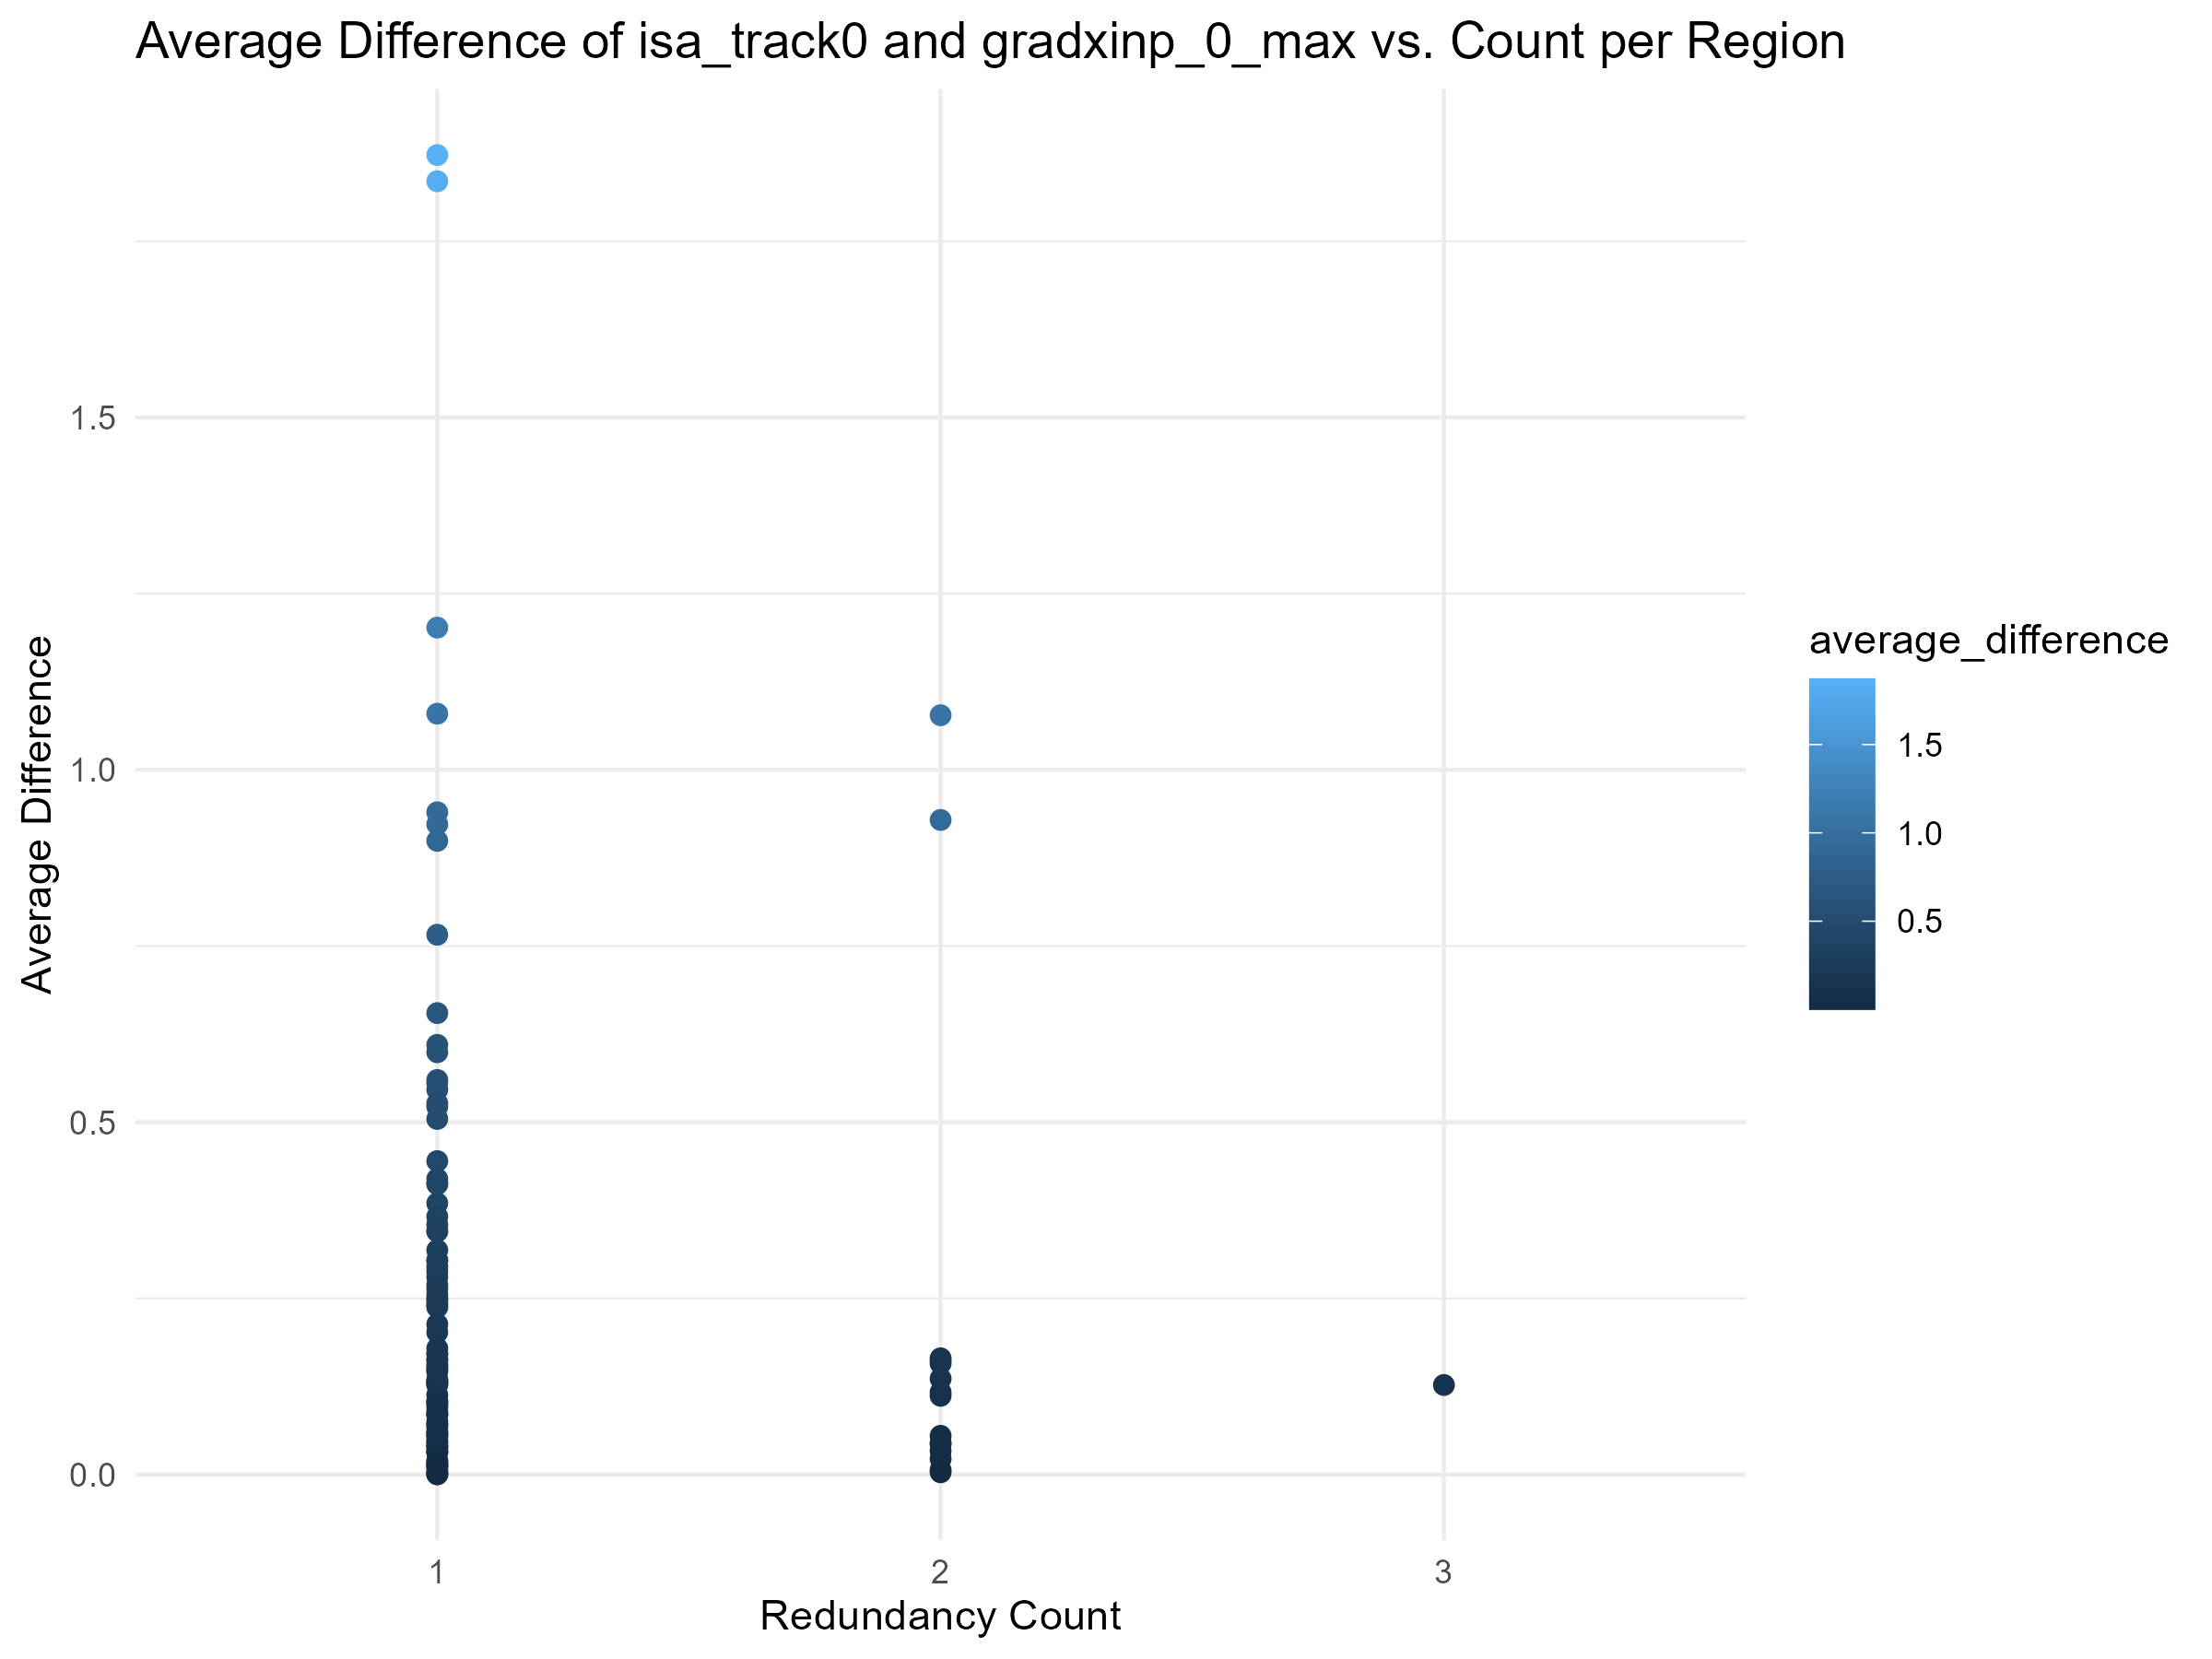 Average Difference of isa_track0 and gradxinp_0_max vs. Count per Region
Average Difference
1.5
1.0
0.5
0.0
1
2
3
Redundancy Count
average_difference
1.5
1.0
0.5